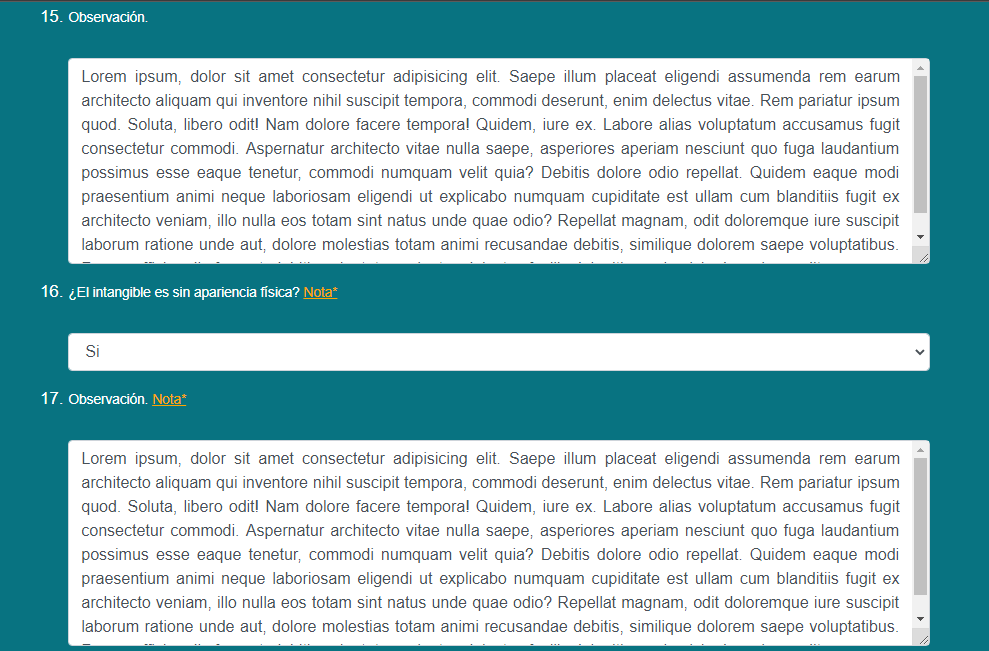 15. Observación.
Lorem ipsum, dolor sit amet consectetur adipisicing elit. Saepe illum placeat eligendi assumenda rem earum
architecto aliquam qui inventore nihil suscipit tempora, commodi deserunt, enim delectus vitae. Rem pariatur ipsum
quod. Soluta, libero odit! Nam dolore facere tempora! Quidem, iure ex. Labore alias voluptatum accusamus fugit
consectetur commodi. Aspernatur architecto vitae nulla saepe, asperiores aperiam nesciunt quo fuga laudantium
possimus esse eaque tenetur, commodi numquam velit quia? Debitis dolore odio repellat. Quidem eaque modi
praesentium animi neque laboriosam eligendi ut explicabo numquam cupiditate est ullam cum blanditiis fugit ex
architecto veniam, illo nulla eos totam sint natus unde quae odio? Repellat magnam, odit doloremque iure suscipit
laborum ratione unde aut, dolore molestias totam animi recusandae debitis, similique dolorem saepe voluptatibus.
16. ¿El intangible es sin apariencia física? Nota*
Si
17. Observación. Nota*
Lorem ipsum, dolor sit amet consectetur adipisicing elit. Saepe illum placeat eligendi assumenda rem earum
architecto aliquam qui inventore nihil suscipit tempora, commodi deserunt, enim delectus vitae. Rem pariatur ipsum
quod. Soluta, libero odit! Nam dolore facere tempora! Quidem, iure ex. Labore alias voluptatum accusamus fugit
consectetur commodi. Aspernatur architecto vitae nulla saepe, asperiores aperiam nesciunt quo fuga laudantium
possimus esse eaque tenetur, commodi numquam velit quia? Debitis dolore odio repellat. Quidem eaque modi
praesentium animi neque laboriosam eligendi ut explicabo numquam cupiditate est ullam cum blanditiis fugit ex
architecto veniam, illo nulla eos totam sint natus unde quae odio? Repellat magnam, odit doloremque iure suscipit
laborum ratione unde aut, dolore molestias totam animi recusandae debitis, similique dolorem saepe voluptatibus.